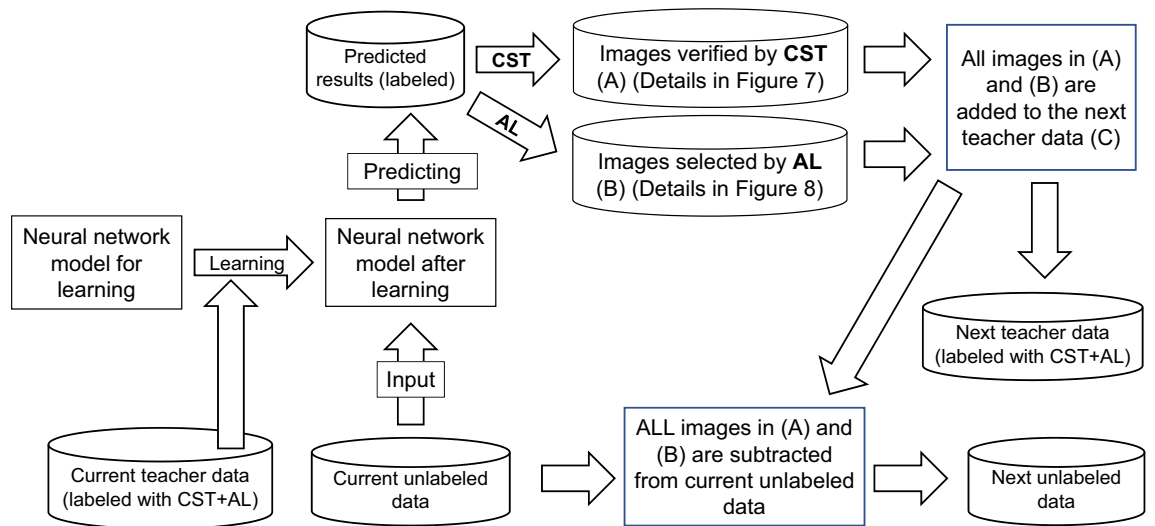 Predicted
results (labeled)
CST
Images verified by CST
(A) (Details in Figure 7)
All images in (A)
and (B) are
added to the next
teacher data (C)
AL
Images selected by AL
(B) (Details in Figure 8)
Predicting
Neural network
model for
learning
Learning
Neural network
model after
learning
Next teacher data
(labeled with CST+AL)
Input
Current teacher data
(labeled with CST+AL)
Current unlabeled
data
ALL images in (A) and
(B) are subtracted
from current unlabeled
data
Next unlabeled
data